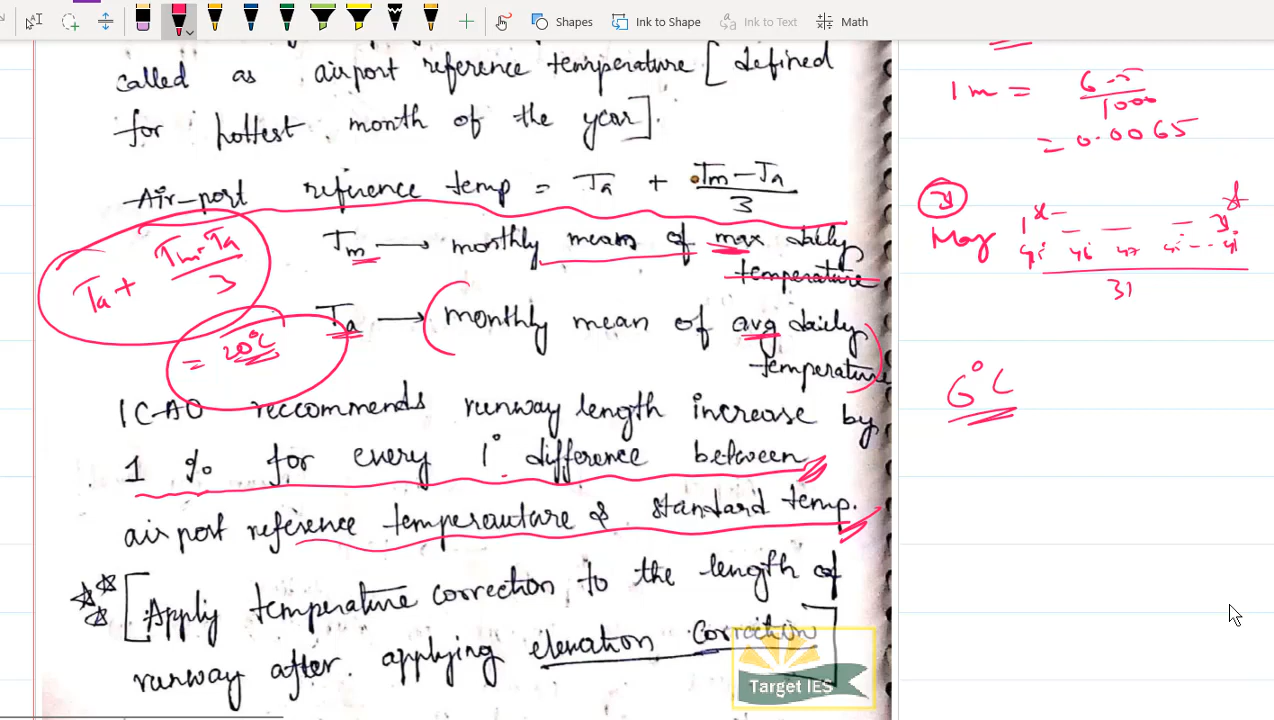 Shapes Ink to Shape Ink to Text Math
called as airport reference temperature [defined
for hottest month of the year].
Air-port reference temp = Ta + Tm-Ta/3
Tm → monthly mean of max daily
temperature
Ta → monthly mean of avg daily
temperature
ICAO reccommends runway length increase by
1 % for every 1° difference between
airport reference temperauture & standard temp.
[Apply temperature correction to the length of
runway after applying elevation correction]
Target IES
Ta + Tm-Ta/3
= 20°C
1m = 6.5/1000
= 0.0065
May
31
6°C